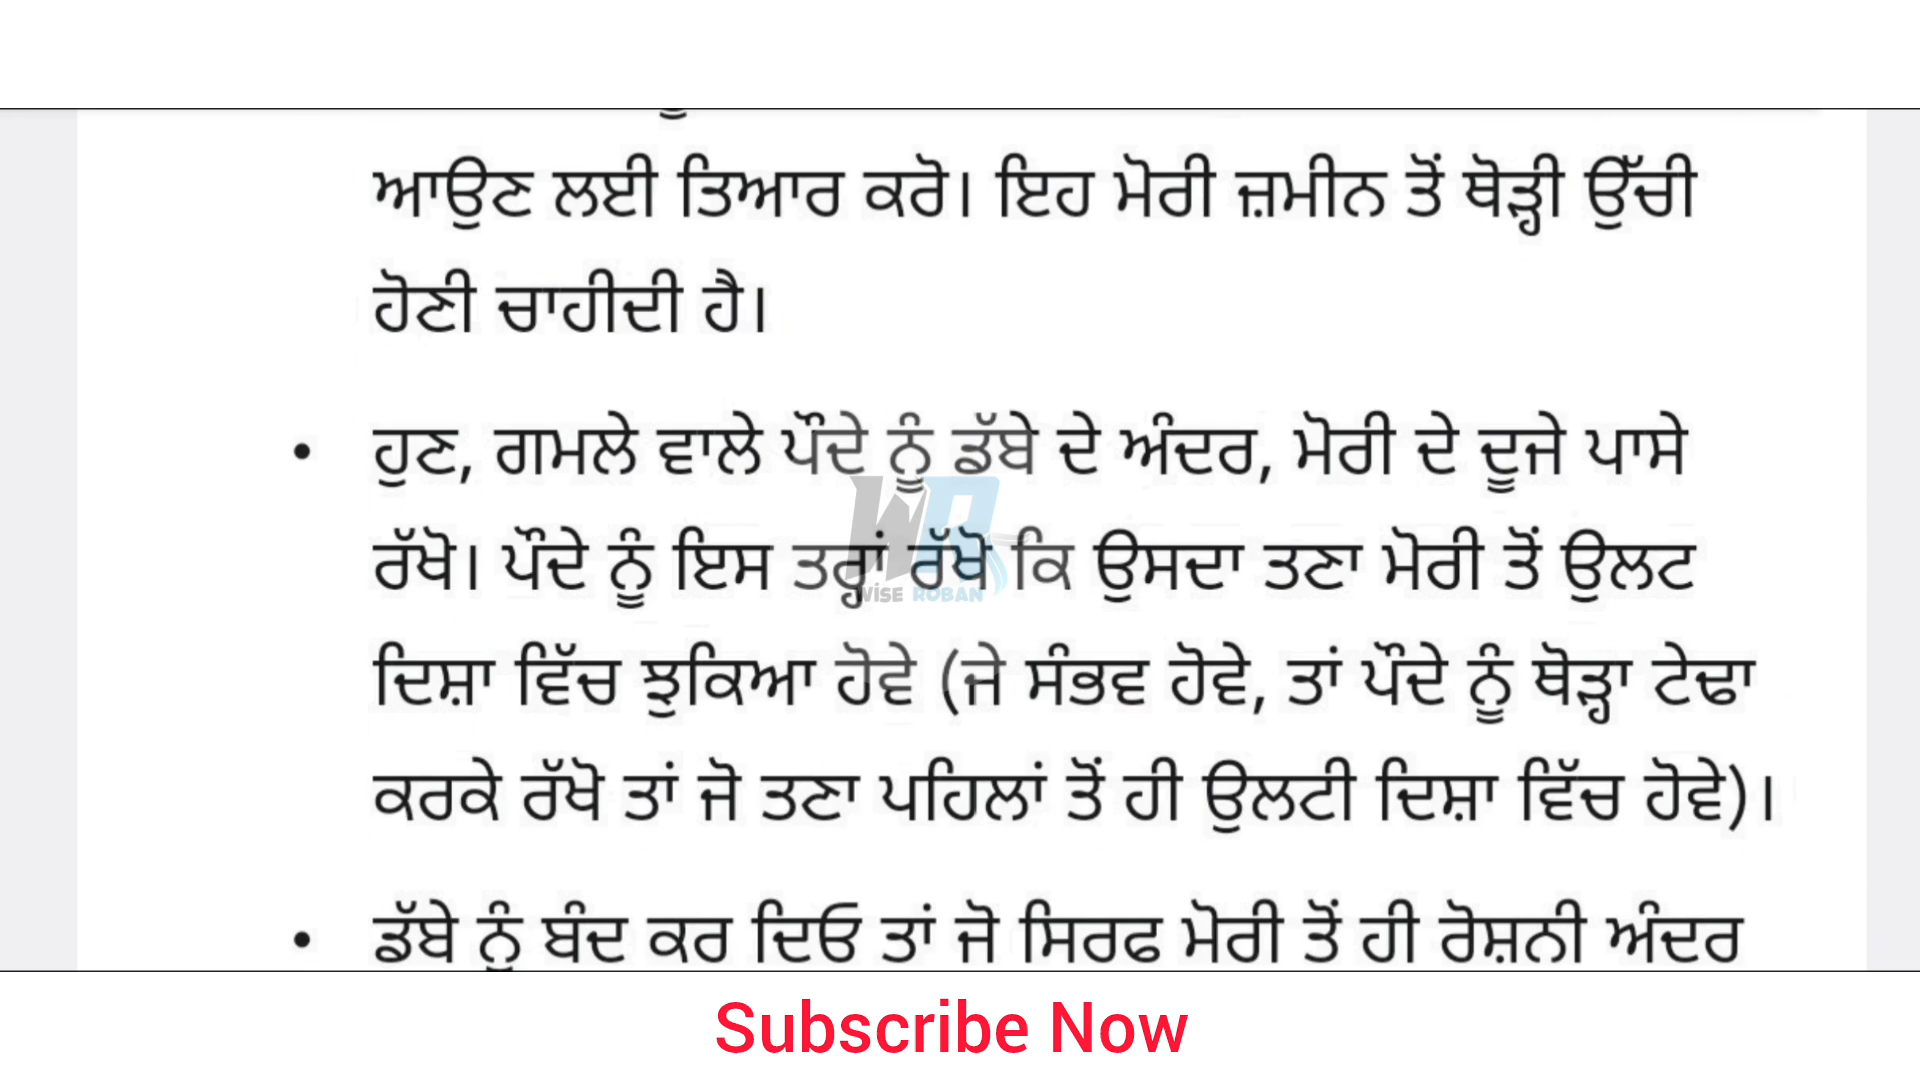 ਆਉਣ ਲਈ ਤਿਆਰ ਕਰੋ। ਇਹ ਮੋਰੀ ਜ਼ਮੀਨ ਤੋਂ ਥੋੜ੍ਹੀ ਉੱਚੀ
ਹੋਣੀ ਚਾਹੀਦੀ ਹੈ।
• ਹੁਣ, ਗਮਲੇ ਵਾਲੇ ਪੌਦੇ ਨੂੰ ਡੱਬੇ ਦੇ ਅੰਦਰ, ਮੋਰੀ ਦੇ ਦੂਜੇ ਪਾਸੇ
ਰੱਖੋ। ਪੌਦੇ ਨੂੰ ਇਸ ਤਰ੍ਹਾਂ ਰੱਖੋ ਕਿ ਉਸਦਾ ਤਣਾ ਮੋਰੀ ਤੋਂ ਉਲਟ
WR
WISE ROBAN
ਦਿਸ਼ਾ ਵਿੱਚ ਝੁਕਿਆ ਹੋਵੇ (ਜੇ ਸੰਭਵ ਹੋਵੇ, ਤਾਂ ਪੌਦੇ ਨੂੰ ਥੋੜ੍ਹਾ ਟੇਢਾ
ਕਰਕੇ ਰੱਖੋ ਤਾਂ ਜੋ ਤਣਾ ਪਹਿਲਾਂ ਤੋਂ ਹੀ ਉਲਟੀ ਦਿਸ਼ਾ ਵਿੱਚ ਹੋਵੇ)।
• ਡੱਬੇ ਨੂੰ ਬੰਦ ਕਰ ਦਿਓ ਤਾਂ ਜੋ ਸਿਰਫ ਮੋਰੀ ਤੋਂ ਹੀ ਰੋਸ਼ਨੀ ਅੰਦਰ
Subscribe Now